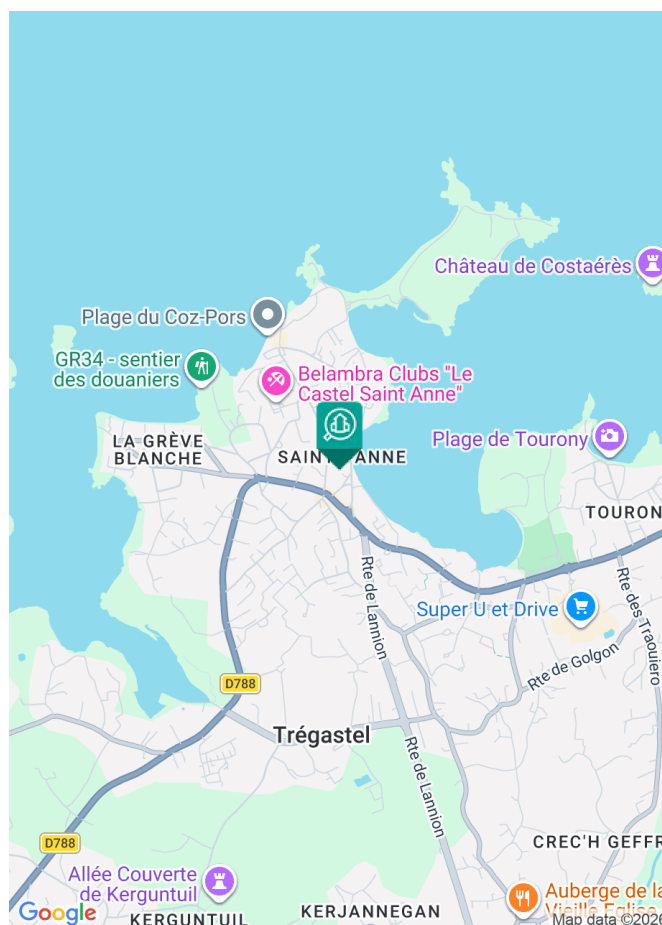 Château de Costaérès
Plage du Coz-Pors
GR34 - sentier
des douaniers
Belambra Clubs "Le
Castel Saint Anne"
LA GRÈVE
BLANCHE
Plage de Tourony
TOURON
Rte de Lannion
Super U et Drive
Rte des Traouiero
Rte de Golgon
D788
Trégastel
Rte de Lannion
D788
CREC'H GEFFR
Allée Couverte
de Kerguntuil
Auberge de la
Vieille Eglise
Google
KERGUNTUIL
KERJANNEGAN
Map data ©2026